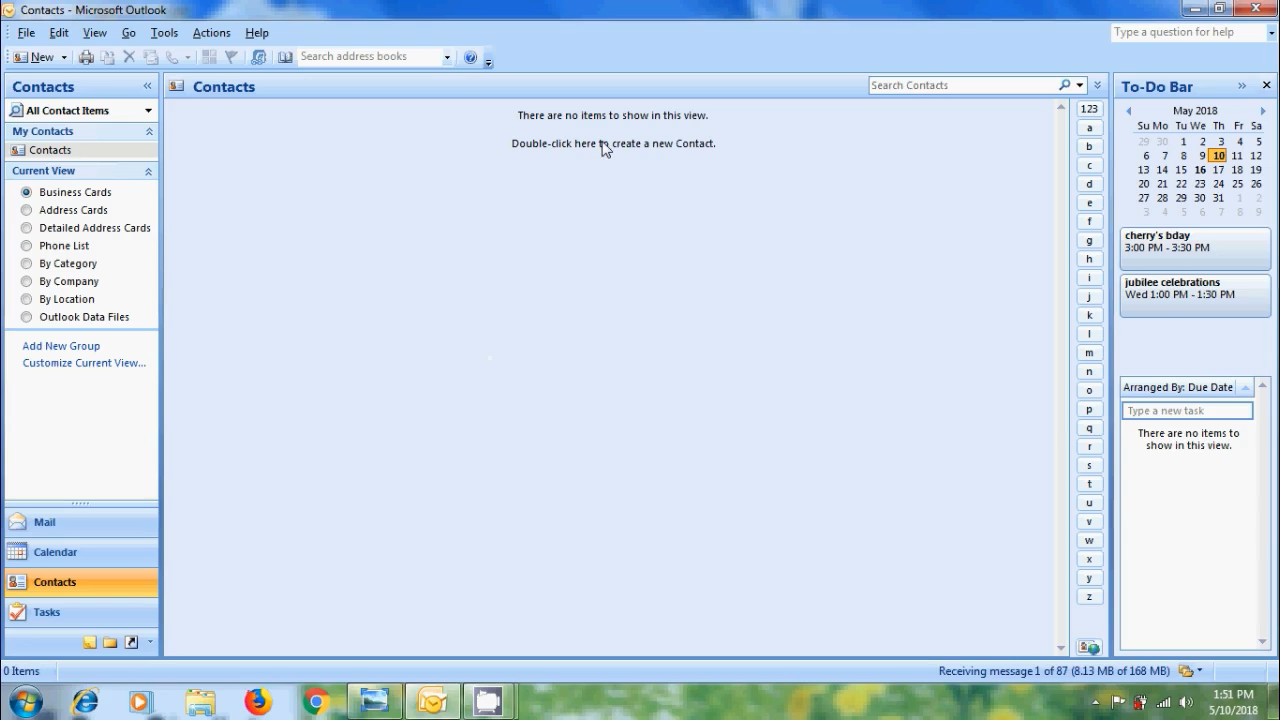 Contacts - Microsoft Outlook
File Edit View Go Tools Actions Help
Type a question for help
New
Search address books
Contacts
All Contact Items
My Contacts
Contacts
Current View
Business Cards
Address Cards
Detailed Address Cards
Phone List
By Category
By Company
By Location
Outlook Data Files
Add New Group
Customize Current View...
Mail
Calendar
Contacts
Tasks
Contacts
Search Contacts
There are no items to show in this view.
Double-click here to create a new Contact.
123
a
b
c
d
e
f
g
h
i
j
k
l
m
n
o
p
q
r
s
t
u
v
w
x
y
z
To-Do Bar
May 2018
Su Mo Tu We Th Fr Sa
29 30 1 2 3 4 5
6 7 8 9 10 11 12
13 14 15 16 17 18 19
20 21 22 23 24 25 26
27 28 29 30 31 1 2
3 4 5 6 7 8 9
cherry's bday
3:00 PM - 3:30 PM
jubilee celebrations
Wed 1:00 PM - 1:30 PM
Arranged By: Due Date
Type a new task
There are no items to
show in this view.
0 Items
Receiving message 1 of 87 (8.13 MB of 168 MB)
1:51 PM
5/10/2018